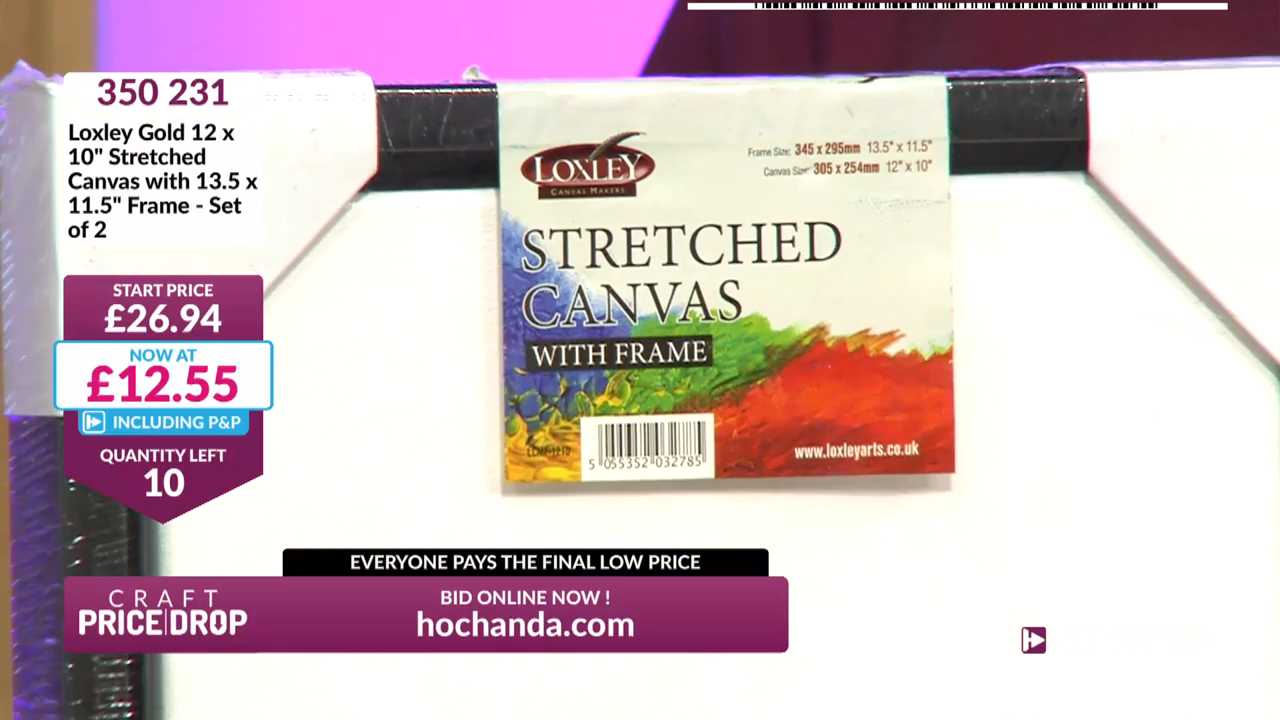 350 231
Loxley Gold 12 x
10" Stretched
Canvas with 13.5 x
11.5" Frame - Set
of 2
START PRICE
£26.94
NOW AT
£12.55
INCLUDING P&P
QUANTITY LEFT
10
LOXLEY
CANVAS MAKERS
Frame Size: 345 x 295mm 13.5" x 11.5"
Canvas Size: 305 x 254mm 12" x 10"
STRETCHED
CANVAS
WITH FRAME
5 055352 032785
www.loxleyarts.co.uk
EVERYONE PAYS THE FINAL LOW PRICE
CRAFT
PRICE DROP
BID ONLINE NOW !
hochanda.com